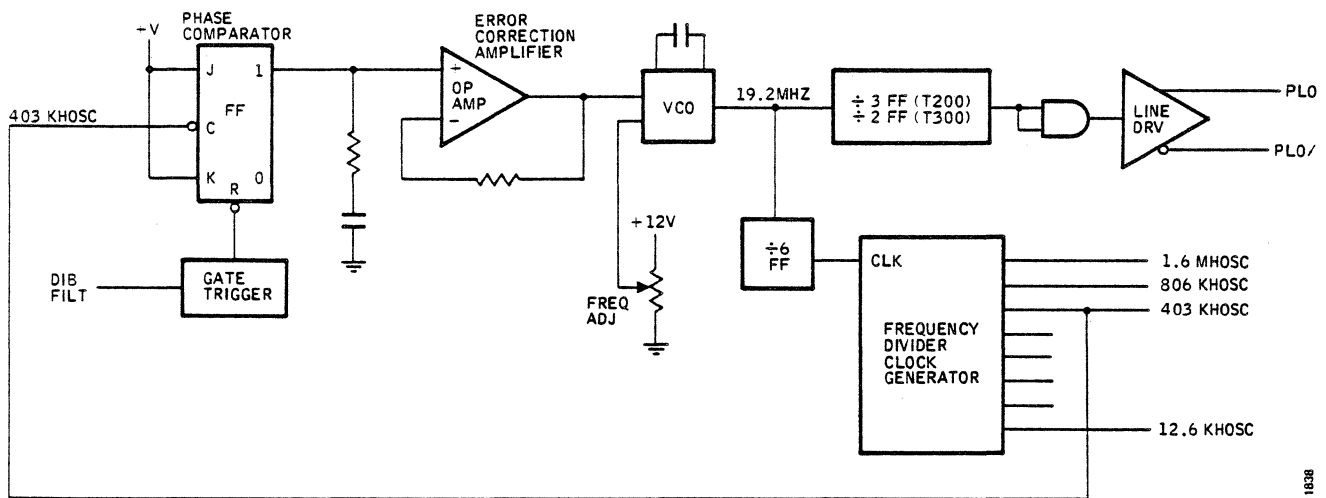 PHASE
COMPARATOR
+V
J 1
FF
C
K 0
R
403 KHOSC
DIB
FILT
GATE
TRIGGER
ERROR
CORRECTION
AMPLIFIER
+
OP
AMP
−
VCO
+12V
FREQ
ADJ
19.2MHZ
÷3 FF (T200)
÷2 FF (T300)
LINE
DRV
PLO
PLO/
÷6
FF
CLK
FREQUENCY
DIVIDER
CLOCK
GENERATOR
1.6 MHOSC
806 KHOSC
403 KHOSC
12.6 KHOSC
1838